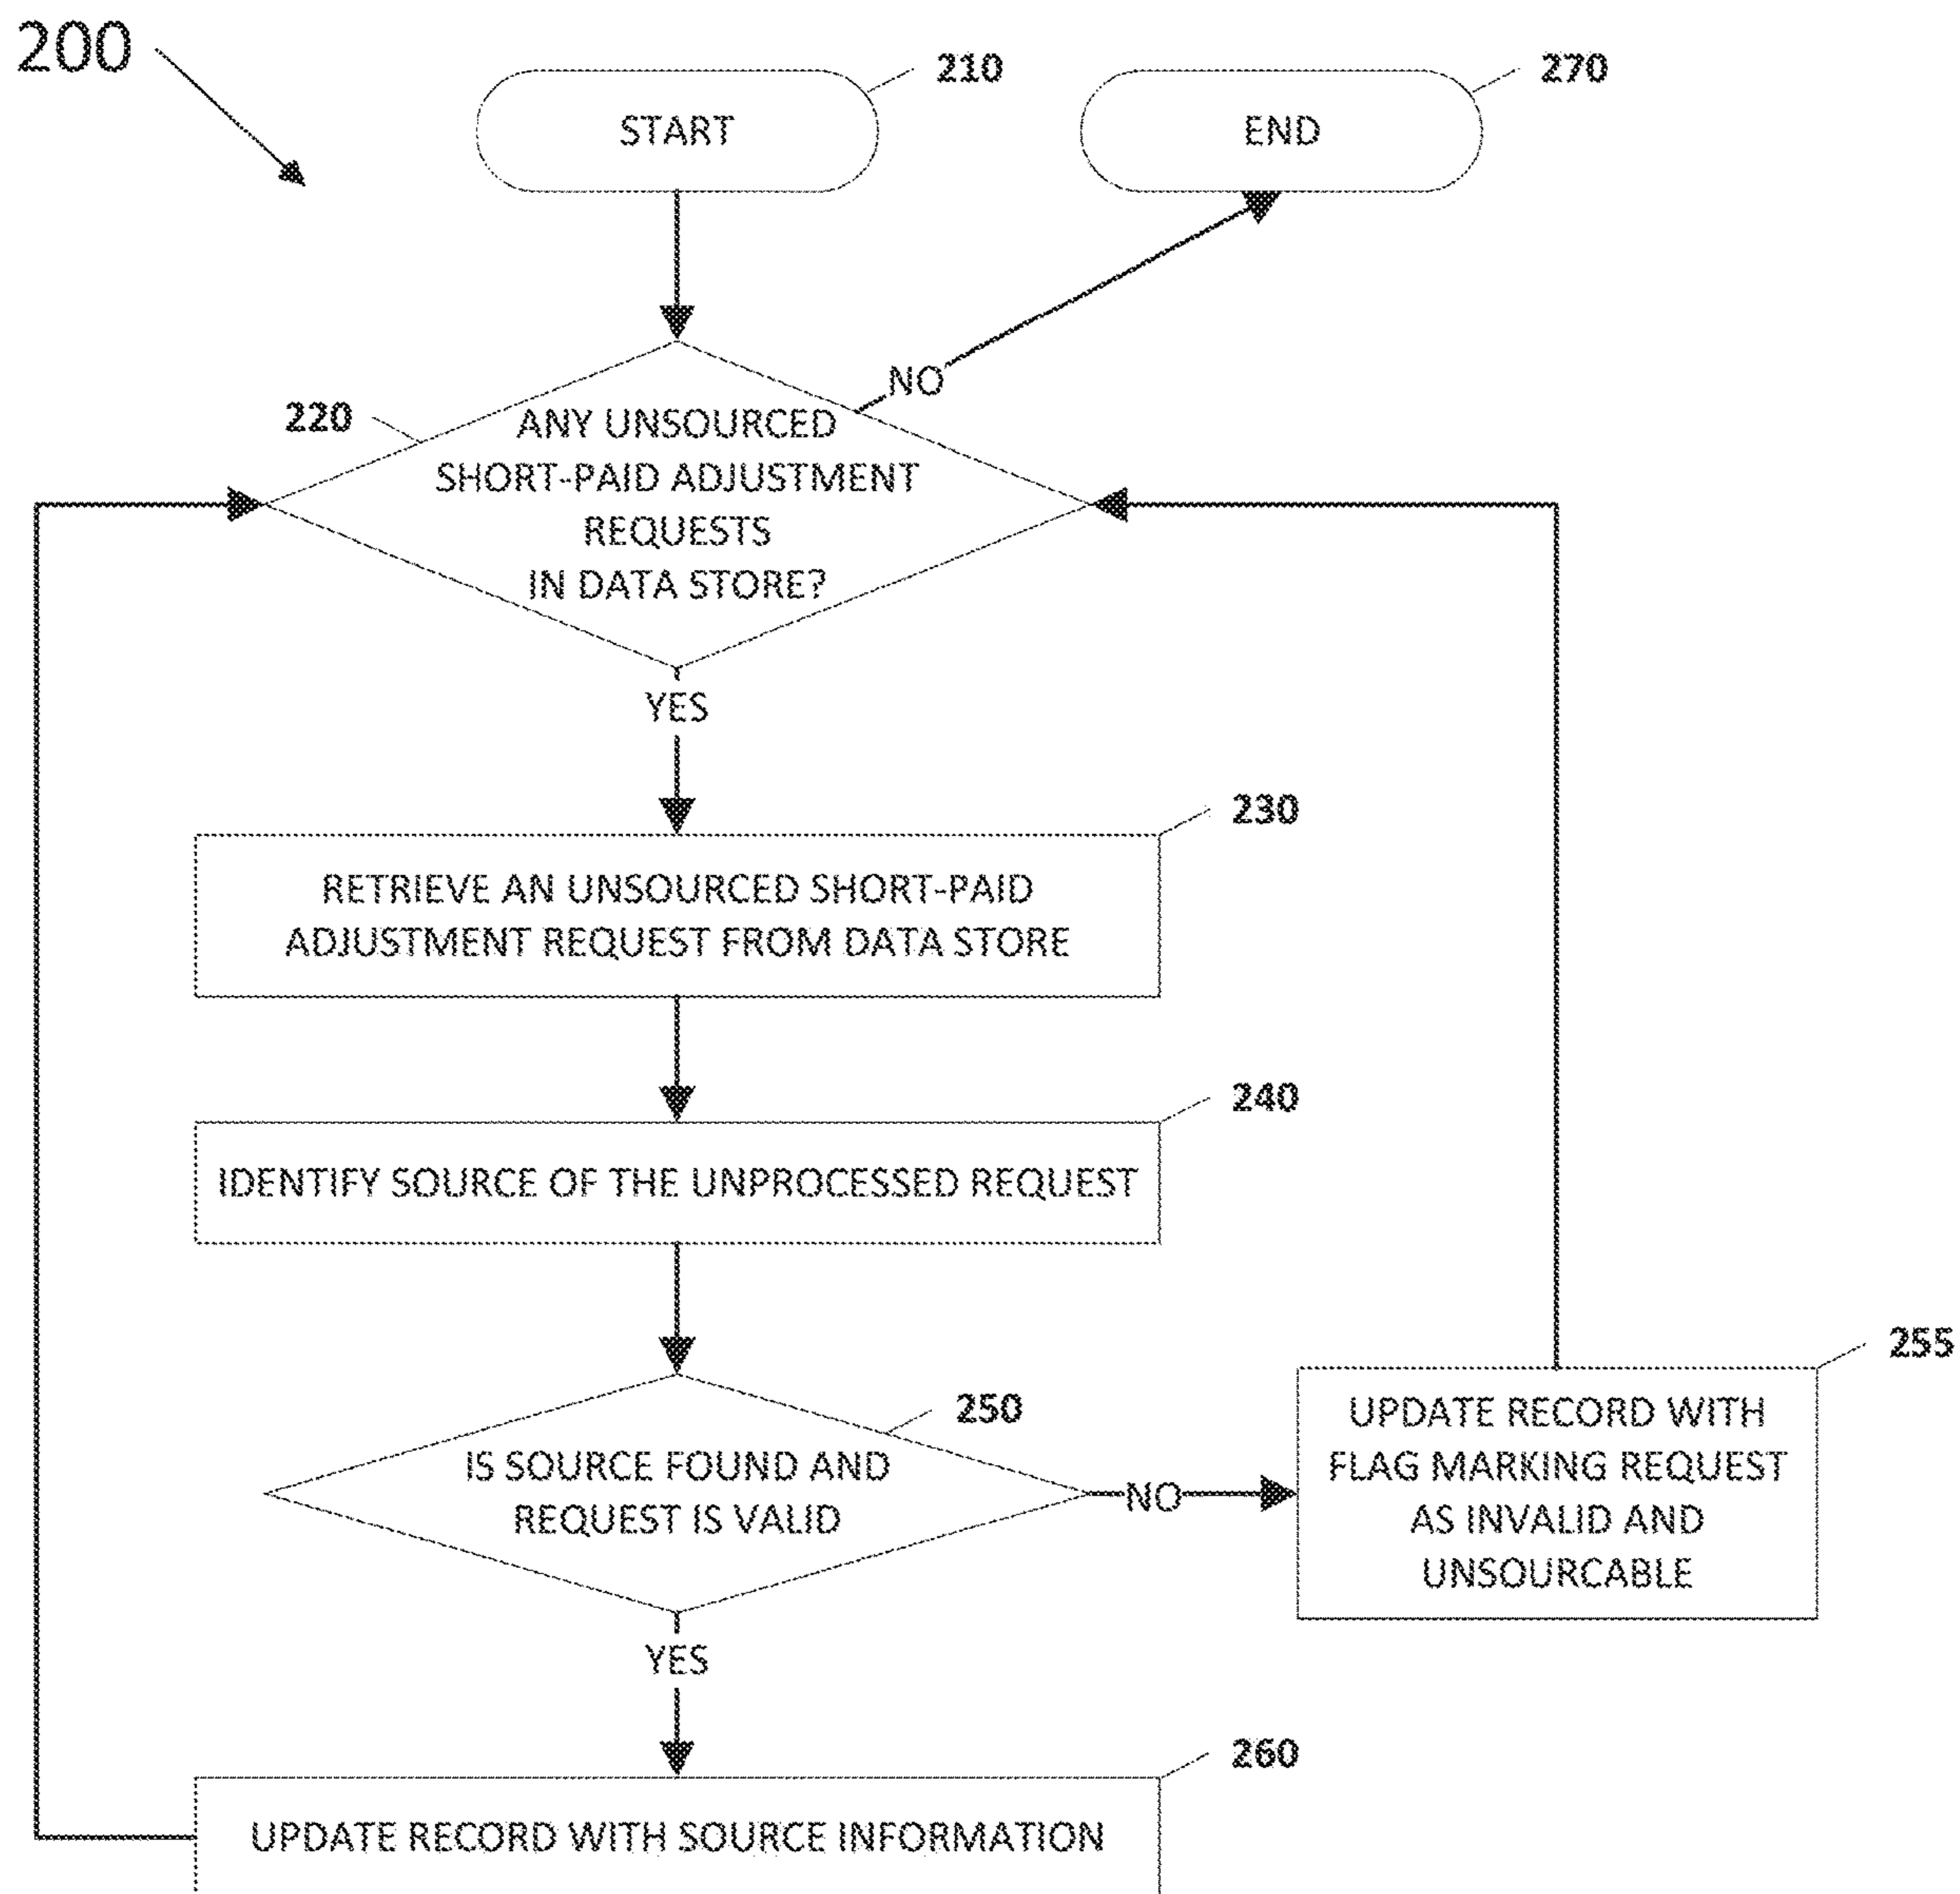 200
210
START
270
END
NO
220
ANY UNSOURCED
SHORT-PAID ADJUSTMENT
REQUESTS
IN DATA STORE?
YES
230
RETRIEVE AN UNSOURCED SHORT-PAID
ADJUSTMENT REQUEST FROM DATA STORE
240
IDENTIFY SOURCE OF THE UNPROCESSED REQUEST
250
IS SOURCE FOUND AND
REQUEST IS VALID
NO
255
UPDATE RECORD WITH
FLAG MARKING REQUEST
AS INVALID AND
UNSOURCABLE
YES
260
UPDATE RECORD WITH SOURCE INFORMATION